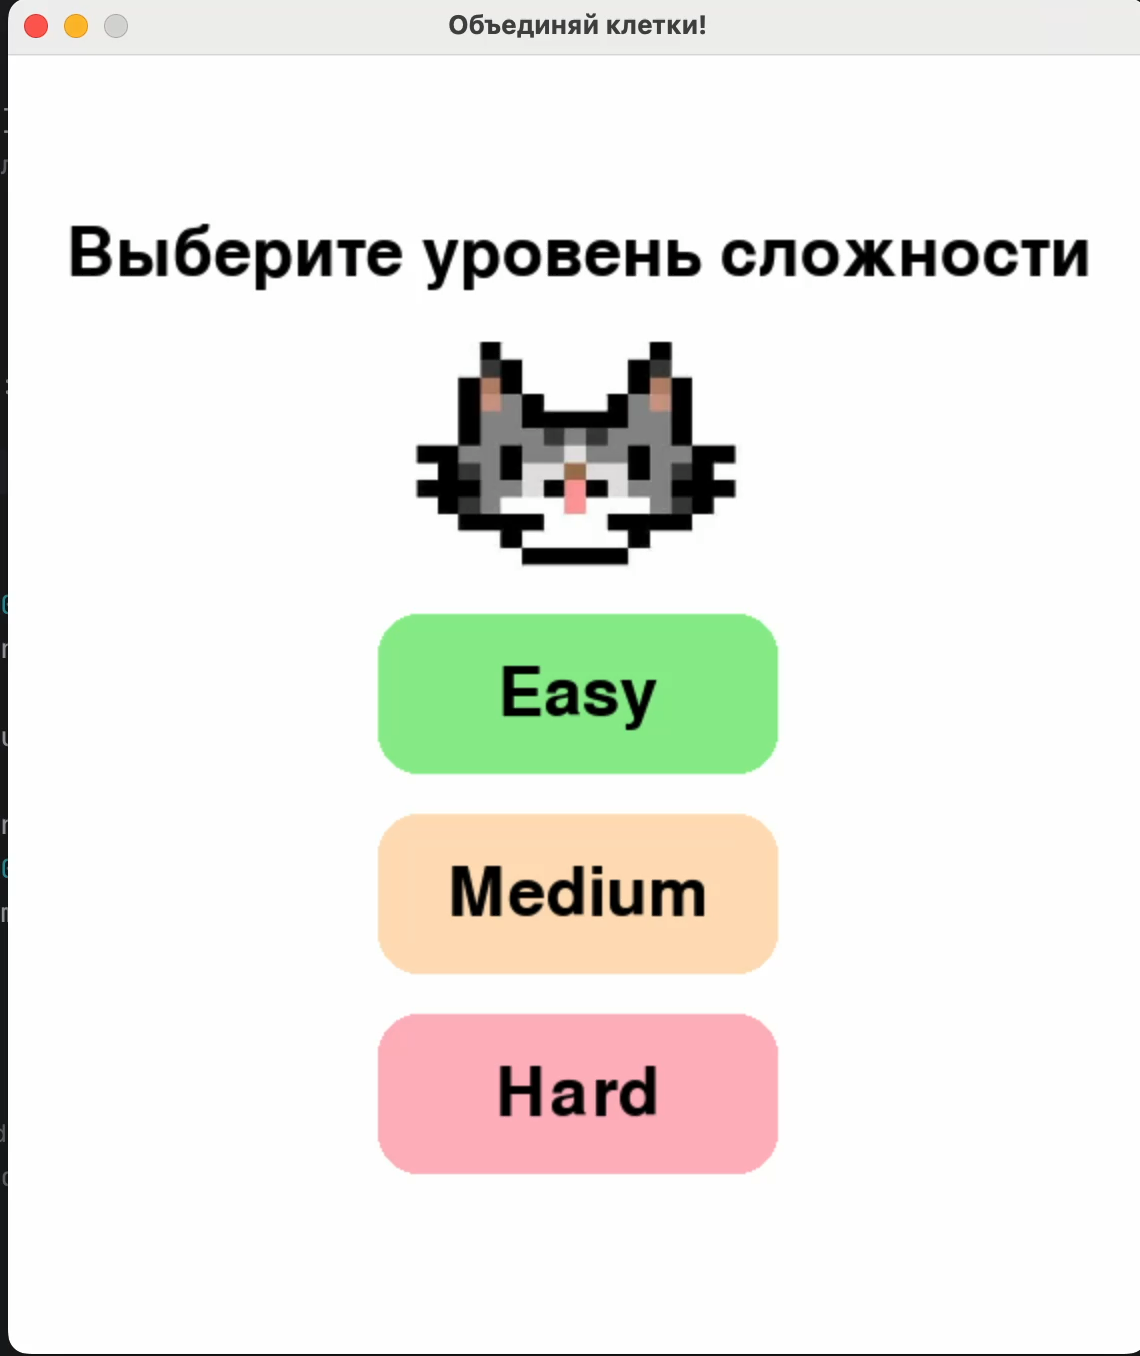 Объединяй клетки!
Выберите уровень сложности
Easy
Medium
Hard